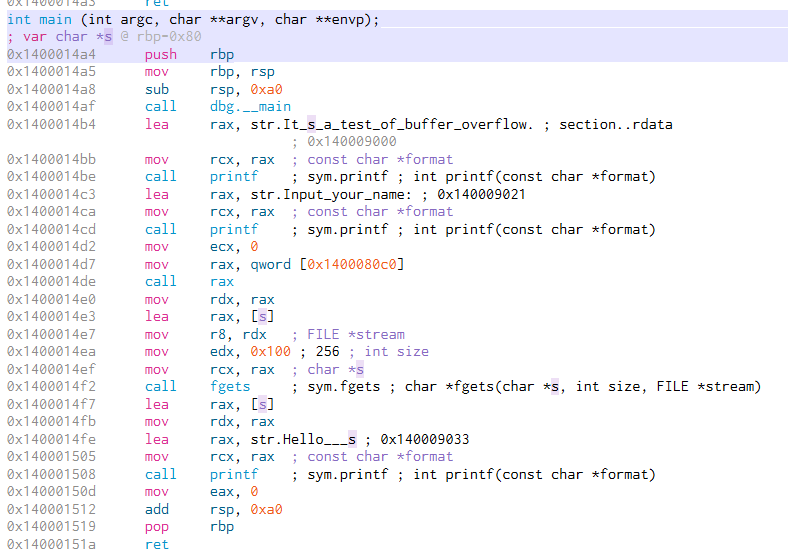 0x1400014a3 ret
int main (int argc, char **argv, char **envp);
; var char *s @ rbp-0x80
0x1400014a4 push rbp
0x1400014a5 mov rbp, rsp
0x1400014a8 sub rsp, 0xa0
0x1400014af call dbg.__main
0x1400014b4 lea rax, str.It_s_a_test_of_buffer_overflow. ; section..rdata
; 0x140009000
0x1400014bb mov rcx, rax ; const char *format
0x1400014be call printf ; sym.printf ; int printf(const char *format)
0x1400014c3 lea rax, str.Input_your_name: ; 0x140009021
0x1400014ca mov rcx, rax ; const char *format
0x1400014cd call printf ; sym.printf ; int printf(const char *format)
0x1400014d2 mov ecx, 0
0x1400014d7 mov rax, qword [0x1400080c0]
0x1400014de call rax
0x1400014e0 mov rdx, rax
0x1400014e3 lea rax, [s]
0x1400014e7 mov r8, rdx ; FILE *stream
0x1400014ea mov edx, 0x100 ; 256 ; int size
0x1400014ef mov rcx, rax ; char *s
0x1400014f2 call fgets ; sym.fgets ; char *fgets(char *s, int size, FILE *stream)
0x1400014f7 lea rax, [s]
0x1400014fb mov rdx, rax
0x1400014fe lea rax, str.Hello___s ; 0x140009033
0x140001505 mov rcx, rax ; const char *format
0x140001508 call printf ; sym.printf ; int printf(const char *format)
0x14000150d mov eax, 0
0x140001512 add rsp, 0xa0
0x140001519 pop rbp
0x14000151a ret